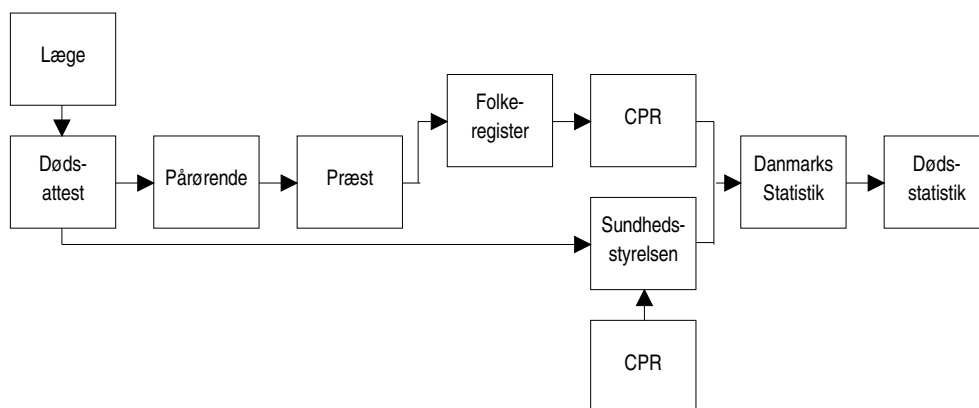 Læge
Døds-
attest
Pårørende
Præst
Folke-
register
CPR
Sundheds-
styrelsen
CPR
Danmarks
Statistik
Døds-
statistik